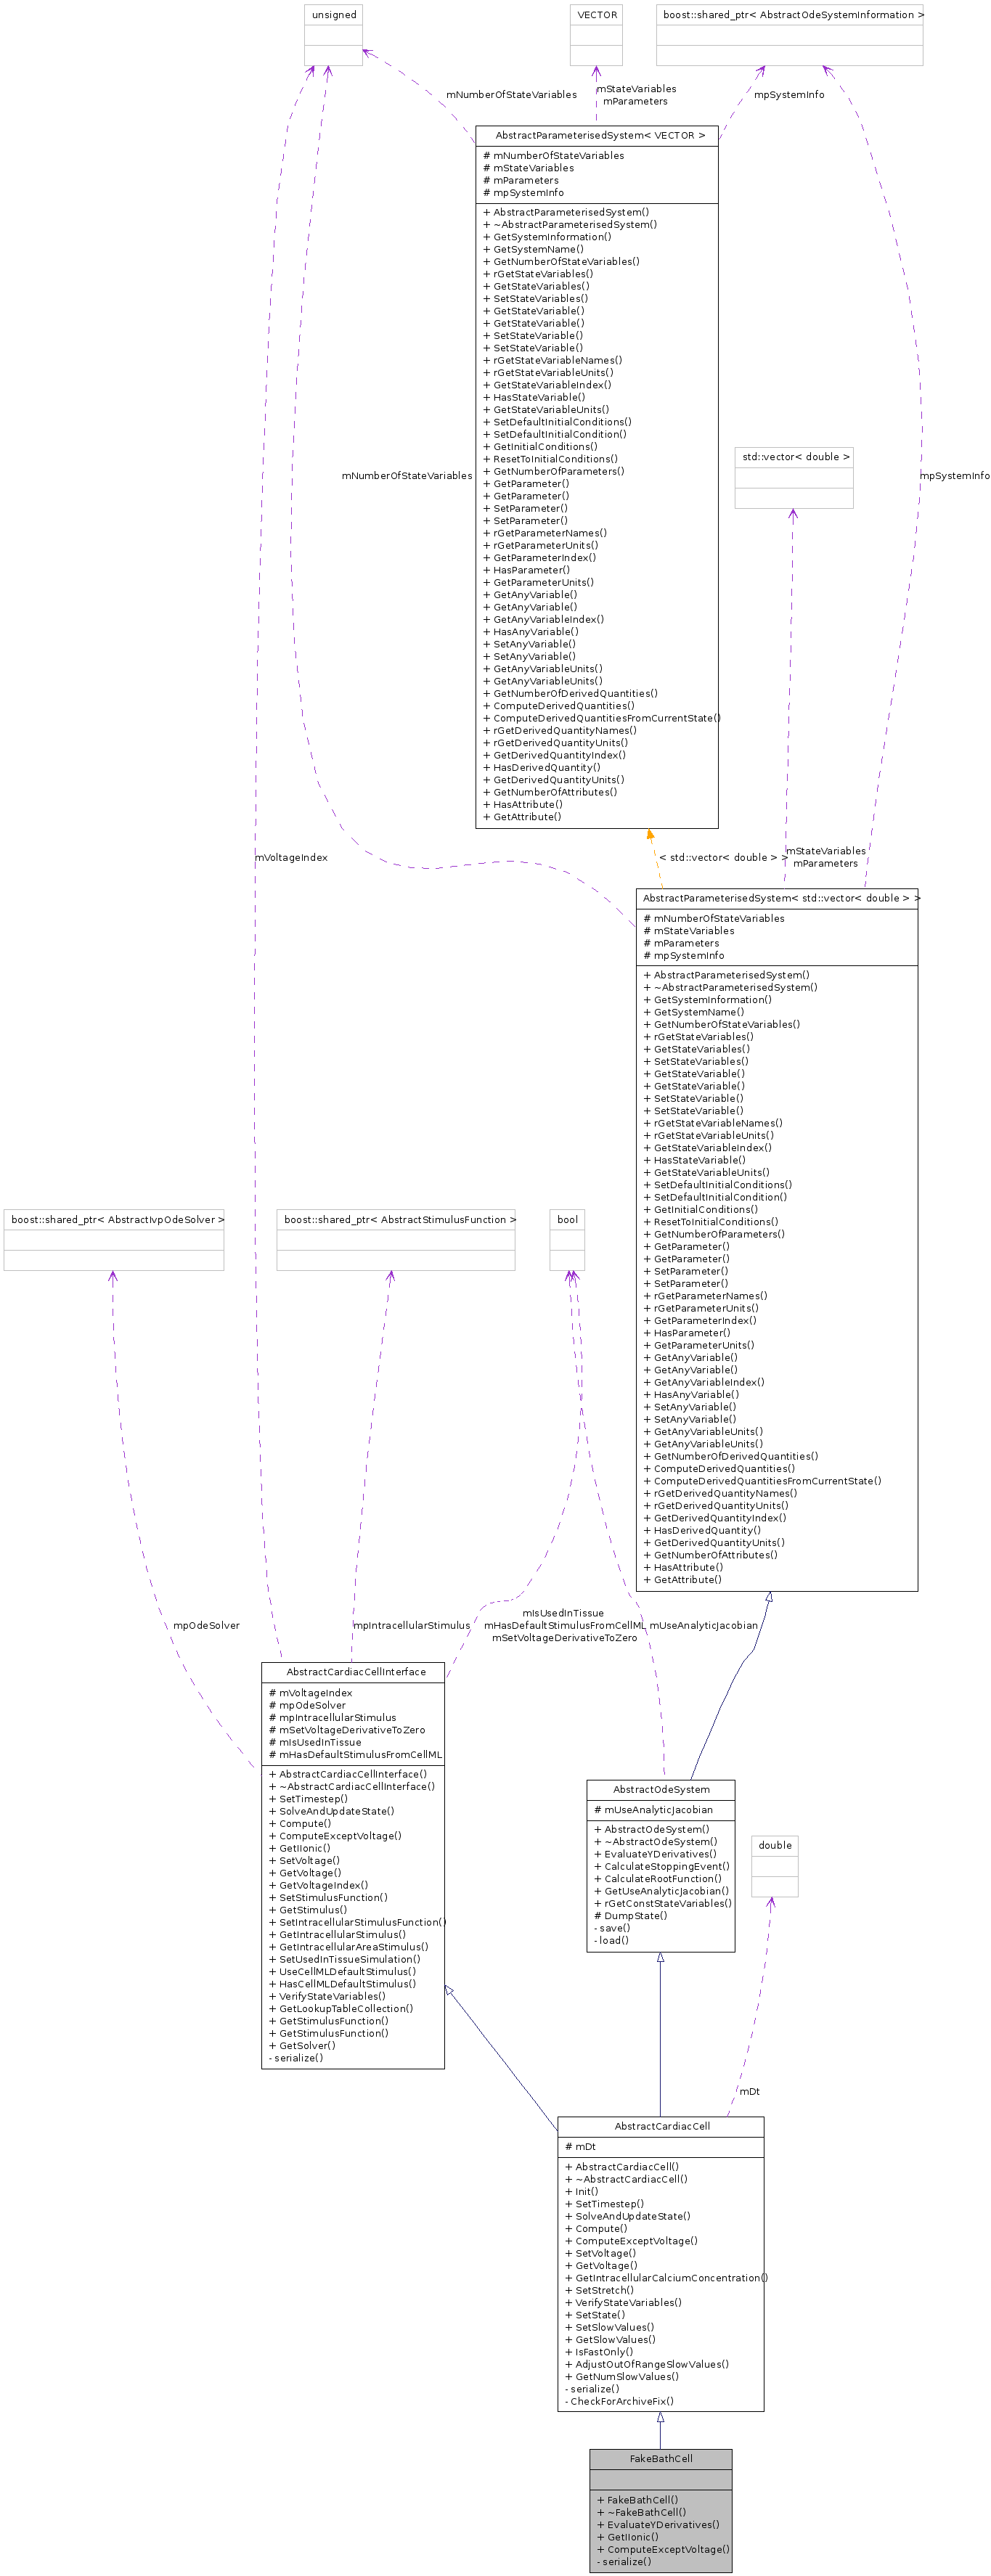 unsigned
VECTOR
boost::shared_ptr< AbstractOdeSystemInformation >
mNumberOfStateVariables
mStateVariables
mParameters
mpSystemInfo
AbstractParameterisedSystem< VECTOR >
# mNumberOfStateVariables
# mStateVariables
# mParameters
# mpSystemInfo
+ AbstractParameterisedSystem()
+ ~AbstractParameterisedSystem()
+ GetSystemInformation()
+ GetSystemName()
+ GetNumberOfStateVariables()
+ rGetStateVariables()
+ GetStateVariables()
+ SetStateVariables()
+ GetStateVariable()
+ GetStateVariable()
+ SetStateVariable()
+ SetStateVariable()
+ rGetStateVariableNames()
+ rGetStateVariableUnits()
+ GetStateVariableIndex()
+ HasStateVariable()
+ GetStateVariableUnits()
+ SetDefaultInitialConditions()
+ SetDefaultInitialCondition()
+ GetInitialConditions()
+ ResetToInitialConditions()
+ GetNumberOfParameters()
+ GetParameter()
+ GetParameter()
+ SetParameter()
+ SetParameter()
+ rGetParameterNames()
+ rGetParameterUnits()
+ GetParameterIndex()
+ HasParameter()
+ GetParameterUnits()
+ GetAnyVariable()
+ GetAnyVariable()
+ GetAnyVariableIndex()
+ HasAnyVariable()
+ SetAnyVariable()
+ SetAnyVariable()
+ GetAnyVariableUnits()
+ GetAnyVariableUnits()
+ GetNumberOfDerivedQuantities()
+ ComputeDerivedQuantities()
+ ComputeDerivedQuantitiesFromCurrentState()
+ rGetDerivedQuantityNames()
+ rGetDerivedQuantityUnits()
+ GetDerivedQuantityIndex()
+ HasDerivedQuantity()
+ GetDerivedQuantityUnits()
+ GetNumberOfAttributes()
+ HasAttribute()
+ GetAttribute()
std::vector< double >
mNumberOfStateVariables
mpSystemInfo
mVoltageIndex
< std::vector< double > >
mStateVariables
mParameters
AbstractParameterisedSystem< std::vector< double > >
# mNumberOfStateVariables
# mStateVariables
# mParameters
# mpSystemInfo
+ AbstractParameterisedSystem()
+ ~AbstractParameterisedSystem()
+ GetSystemInformation()
+ GetSystemName()
+ GetNumberOfStateVariables()
+ rGetStateVariables()
+ GetStateVariables()
+ SetStateVariables()
+ GetStateVariable()
+ GetStateVariable()
+ SetStateVariable()
+ SetStateVariable()
+ rGetStateVariableNames()
+ rGetStateVariableUnits()
+ GetStateVariableIndex()
+ HasStateVariable()
+ GetStateVariableUnits()
+ SetDefaultInitialConditions()
+ SetDefaultInitialCondition()
+ GetInitialConditions()
+ ResetToInitialConditions()
+ GetNumberOfParameters()
+ GetParameter()
+ GetParameter()
+ SetParameter()
+ SetParameter()
+ rGetParameterNames()
+ rGetParameterUnits()
+ GetParameterIndex()
+ HasParameter()
+ GetParameterUnits()
+ GetAnyVariable()
+ GetAnyVariable()
+ GetAnyVariableIndex()
+ HasAnyVariable()
+ SetAnyVariable()
+ SetAnyVariable()
+ GetAnyVariableUnits()
+ GetAnyVariableUnits()
+ GetNumberOfDerivedQuantities()
+ ComputeDerivedQuantities()
+ ComputeDerivedQuantitiesFromCurrentState()
+ rGetDerivedQuantityNames()
+ rGetDerivedQuantityUnits()
+ GetDerivedQuantityIndex()
+ HasDerivedQuantity()
+ GetDerivedQuantityUnits()
+ GetNumberOfAttributes()
+ HasAttribute()
+ GetAttribute()
boost::shared_ptr< AbstractIvpOdeSolver >
boost::shared_ptr< AbstractStimulusFunction >
bool
mpOdeSolver
mpIntracellularStimulus
mIsUsedInTissue
mHasDefaultStimulusFromCellML
mSetVoltageDerivativeToZero
mUseAnalyticJacobian
AbstractCardiacCellInterface
# mVoltageIndex
# mpOdeSolver
# mpIntracellularStimulus
# mSetVoltageDerivativeToZero
# mIsUsedInTissue
# mHasDefaultStimulusFromCellML
+ AbstractCardiacCellInterface()
+ ~AbstractCardiacCellInterface()
+ SetTimestep()
+ SolveAndUpdateState()
+ Compute()
+ ComputeExceptVoltage()
+ GetIIonic()
+ SetVoltage()
+ GetVoltage()
+ GetVoltageIndex()
+ SetStimulusFunction()
+ GetStimulus()
+ SetIntracellularStimulusFunction()
+ GetIntracellularStimulus()
+ GetIntracellularAreaStimulus()
+ SetUsedInTissueSimulation()
+ UseCellMLDefaultStimulus()
+ HasCellMLDefaultStimulus()
+ VerifyStateVariables()
+ GetLookupTableCollection()
+ GetStimulusFunction()
+ GetStimulusFunction()
+ GetSolver()
- serialize()
AbstractOdeSystem
# mUseAnalyticJacobian
+ AbstractOdeSystem()
+ ~AbstractOdeSystem()
+ EvaluateYDerivatives()
+ CalculateStoppingEvent()
+ CalculateRootFunction()
+ GetUseAnalyticJacobian()
+ rGetConstStateVariables()
# DumpState()
- save()
- load()
double
mDt
AbstractCardiacCell
# mDt
+ AbstractCardiacCell()
+ ~AbstractCardiacCell()
+ Init()
+ SetTimestep()
+ SolveAndUpdateState()
+ Compute()
+ ComputeExceptVoltage()
+ SetVoltage()
+ GetVoltage()
+ GetIntracellularCalciumConcentration()
+ SetStretch()
+ VerifyStateVariables()
+ SetState()
+ SetSlowValues()
+ GetSlowValues()
+ IsFastOnly()
+ AdjustOutOfRangeSlowValues()
+ GetNumSlowValues()
- serialize()
- CheckForArchiveFix()
FakeBathCell
+ FakeBathCell()
+ ~FakeBathCell()
+ EvaluateYDerivatives()
+ GetIIonic()
+ ComputeExceptVoltage()
- serialize()